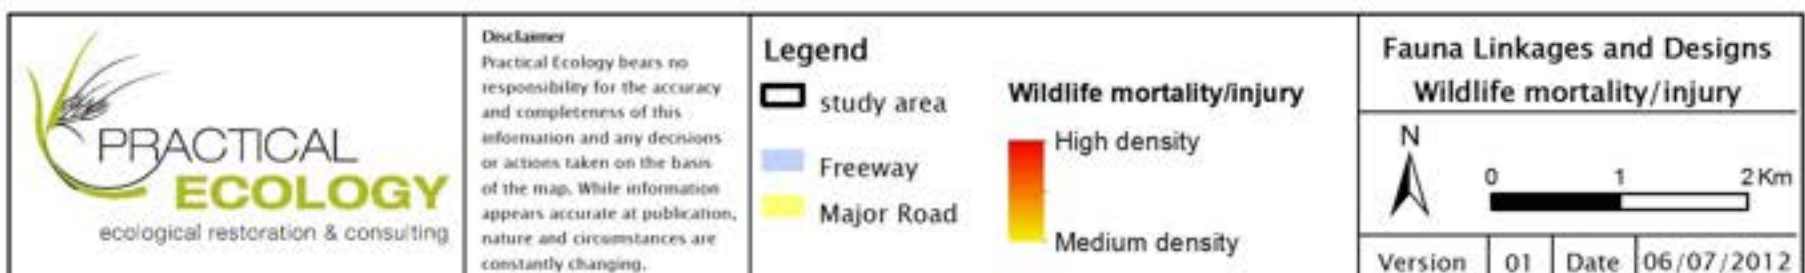 PRACTICAL
ECOLOGY
ecological restoration & consulting
Disclaimer
Practical Ecology bears no
responsibility for the accuracy
and completeness of this
information and any decisions
or actions taken on the basis
of the map. While information
appears accurate at publication,
nature and circumstances are
constantly changing.
Legend
study area
Freeway
Major Road
Wildlife mortality/injury
High density
Medium density
Fauna Linkages and Designs
Wildlife mortality/injury
N
0 1 2 Km
Version 01 Date 06/07/2012